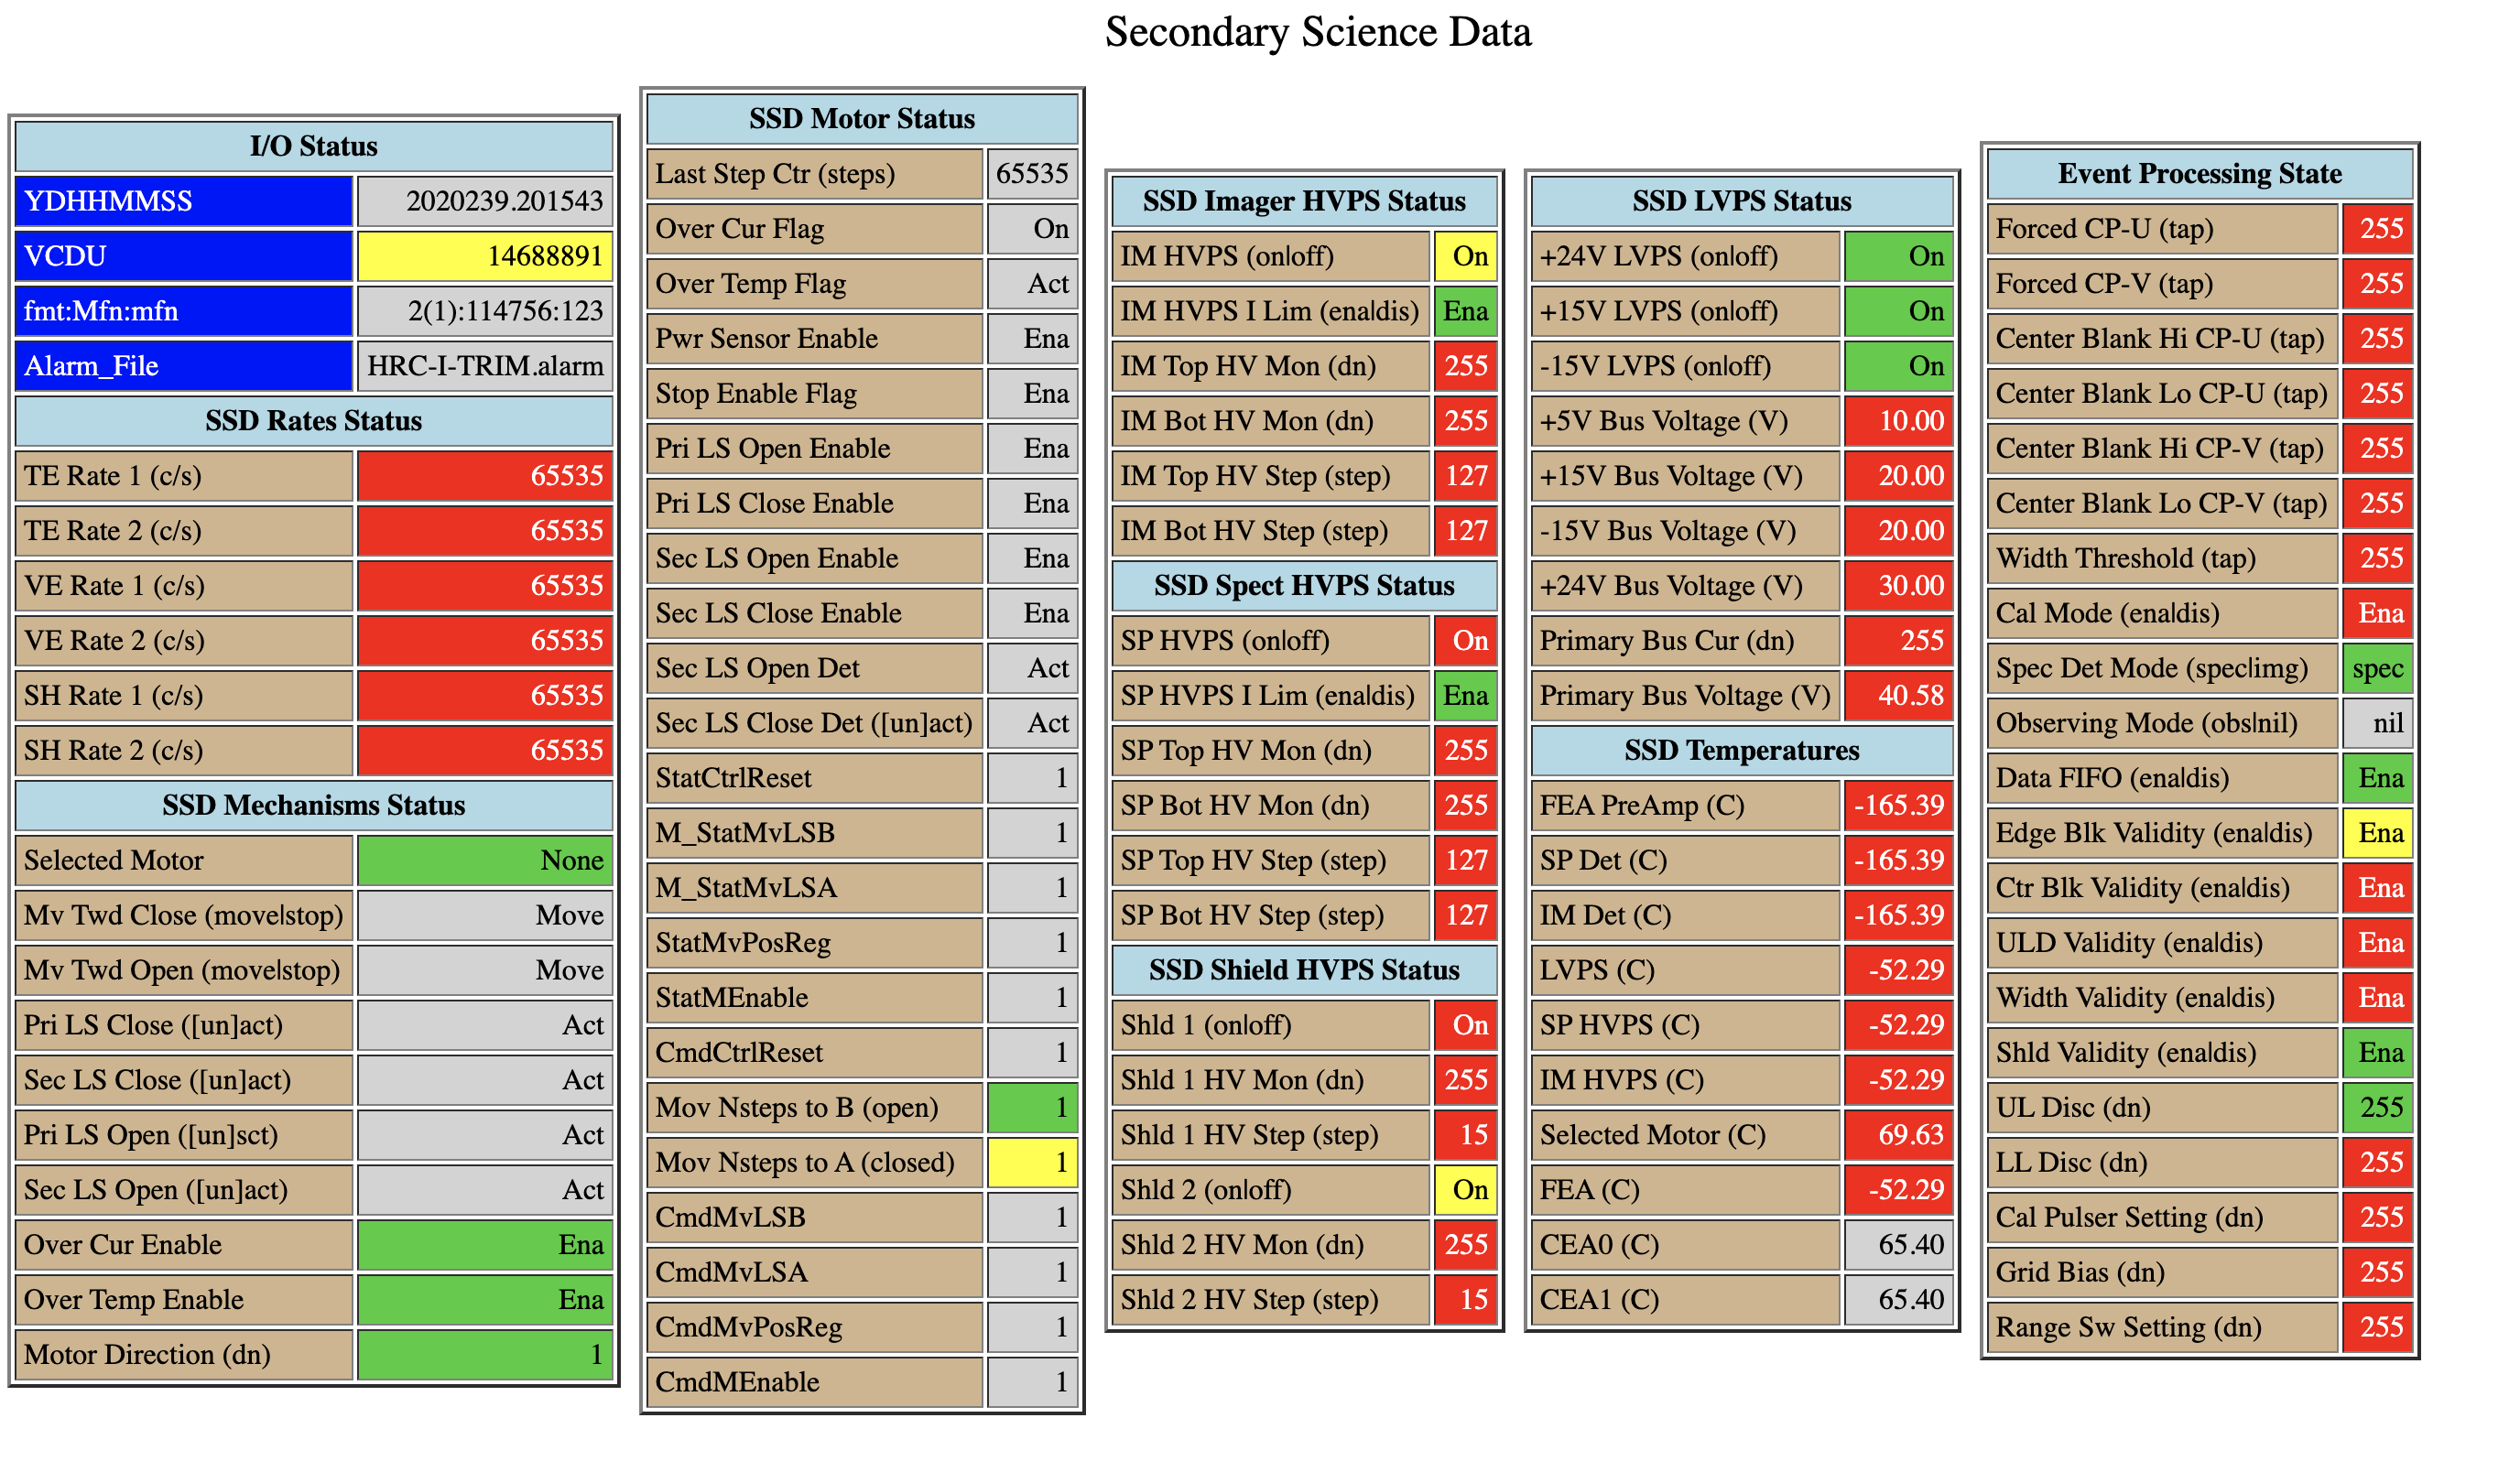 Secondary Science Data
I/O Status
YDHHMMSS 2020239.201543
VCDU 14688891
fmt:Mfn:mfn 2(1):114756:123
Alarm_File HRC-I-TRIM.alarm
SSD Rates Status
TE Rate 1 (c/s) 65535
TE Rate 2 (c/s) 65535
VE Rate 1 (c/s) 65535
VE Rate 2 (c/s) 65535
SH Rate 1 (c/s) 65535
SH Rate 2 (c/s) 65535
SSD Mechanisms Status
Selected Motor None
Mv Twd Close (move|stop) Move
Mv Twd Open (move|stop) Move
Pri LS Close ([un]act) Act
Sec LS Close ([un]act) Act
Pri LS Open ([un]sct) Act
Sec LS Open ([un]act) Act
Over Cur Enable Ena
Over Temp Enable Ena
Motor Direction (dn) 1
SSD Motor Status
Last Step Ctr (steps) 65535
Over Cur Flag On
Over Temp Flag Act
Pwr Sensor Enable Ena
Stop Enable Flag Ena
Pri LS Open Enable Ena
Pri LS Close Enable Ena
Sec LS Open Enable Ena
Sec LS Close Enable Ena
Sec LS Open Det Act
Sec LS Close Det ([un]act) Act
StatCtrlReset 1
M_StatMvLSB 1
M_StatMvLSA 1
StatMvPosReg 1
StatMEnable 1
CmdCtrlReset 1
Mov Nsteps to B (open) 1
Mov Nsteps to A (closed) 1
CmdMvLSB 1
CmdMvLSA 1
CmdMvPosReg 1
CmdMEnable 1
SSD Imager HVPS Status
IM HVPS (on|off) On
IM HVPS I Lim (ena|dis) Ena
IM Top HV Mon (dn) 255
IM Bot HV Mon (dn) 255
IM Top HV Step (step) 127
IM Bot HV Step (step) 127
SSD Spect HVPS Status
SP HVPS (on|off) On
SP HVPS I Lim (ena|dis) Ena
SP Top HV Mon (dn) 255
SP Bot HV Mon (dn) 255
SP Top HV Step (step) 127
SP Bot HV Step (step) 127
SSD Shield HVPS Status
Shld 1 (on|off) On
Shld 1 HV Mon (dn) 255
Shld 1 HV Step (step) 15
Shld 2 (on|off) On
Shld 2 HV Mon (dn) 255
Shld 2 HV Step (step) 15
SSD LVPS Status
+24V LVPS (on|off) On
+15V LVPS (on|off) On
-15V LVPS (on|off) On
+5V Bus Voltage (V) 10.00
+15V Bus Voltage (V) 20.00
-15V Bus Voltage (V) 20.00
+24V Bus Voltage (V) 30.00
Primary Bus Cur (dn) 255
Primary Bus Voltage (V) 40.58
SSD Temperatures
FEA PreAmp (C) -165.39
SP Det (C) -165.39
IM Det (C) -165.39
LVPS (C) -52.29
SP HVPS (C) -52.29
IM HVPS (C) -52.29
Selected Motor (C) 69.63
FEA (C) -52.29
CEA0 (C) 65.40
CEA1 (C) 65.40
Event Processing State
Forced CP-U (tap) 255
Forced CP-V (tap) 255
Center Blank Hi CP-U (tap) 255
Center Blank Lo CP-U (tap) 255
Center Blank Hi CP-V (tap) 255
Center Blank Lo CP-V (tap) 255
Width Threshold (tap) 255
Cal Mode (ena|dis) Ena
Spec Det Mode (spec|img) spec
Observing Mode (obs|nil) nil
Data FIFO (ena|dis) Ena
Edge Blk Validity (ena|dis) Ena
Ctr Blk Validity (ena|dis) Ena
ULD Validity (ena|dis) Ena
Width Validity (ena|dis) Ena
Shld Validity (ena|dis) Ena
UL Disc (dn) 255
LL Disc (dn) 255
Cal Pulser Setting (dn) 255
Grid Bias (dn) 255
Range Sw Setting (dn) 255